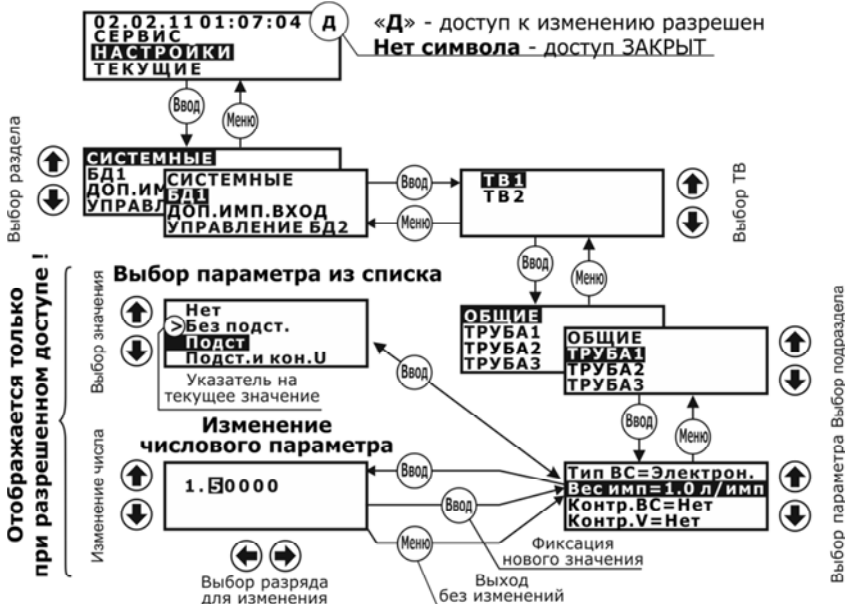 02.02.11 01:07:04
Д
СЕРВИС
НАСТРОЙКИ
ТЕКУЩИЕ
«Д» - доступ к изменению разрешен
Нет символа - доступ ЗАКРЫТ
Ввод
Меню
Выбор раздела
СИСТЕМНЫЕ
БД1
ДОП.ИМ
УПРАВЛ
СИСТЕМНЫЕ
БД1
ДОП.ИМП.ВХОД
УПРАВЛЕНИЕ БД2
Ввод
Меню
ТВ1
ТВ2
Выбор ТВ
Ввод
Меню
ОБЩИЕ
ТРУБА1
ТРУБА2
ТРУБА3
ОБЩИЕ
ТРУБА1
ТРУБА2
ТРУБА3
Выбор подраздела
Ввод
Меню
Отображается только
при разрешенном доступе !
Выбор параметра из списка
Выбор значения
Нет
>Без подст.
Подст
Подст.и кон.U
Указатель на
текущее значение
Ввод
Изменение
числового параметра
Изменение числа
1.50000
Ввод
Ввод
Меню
Тип ВС=Электрон.
Вес имп=1.0 л/имп
Контр.ВС=Нет
Контр.V=Нет
Выбор параметра
Фиксация
нового значения
Выход
без изменений
Выбор разряда
для изменения